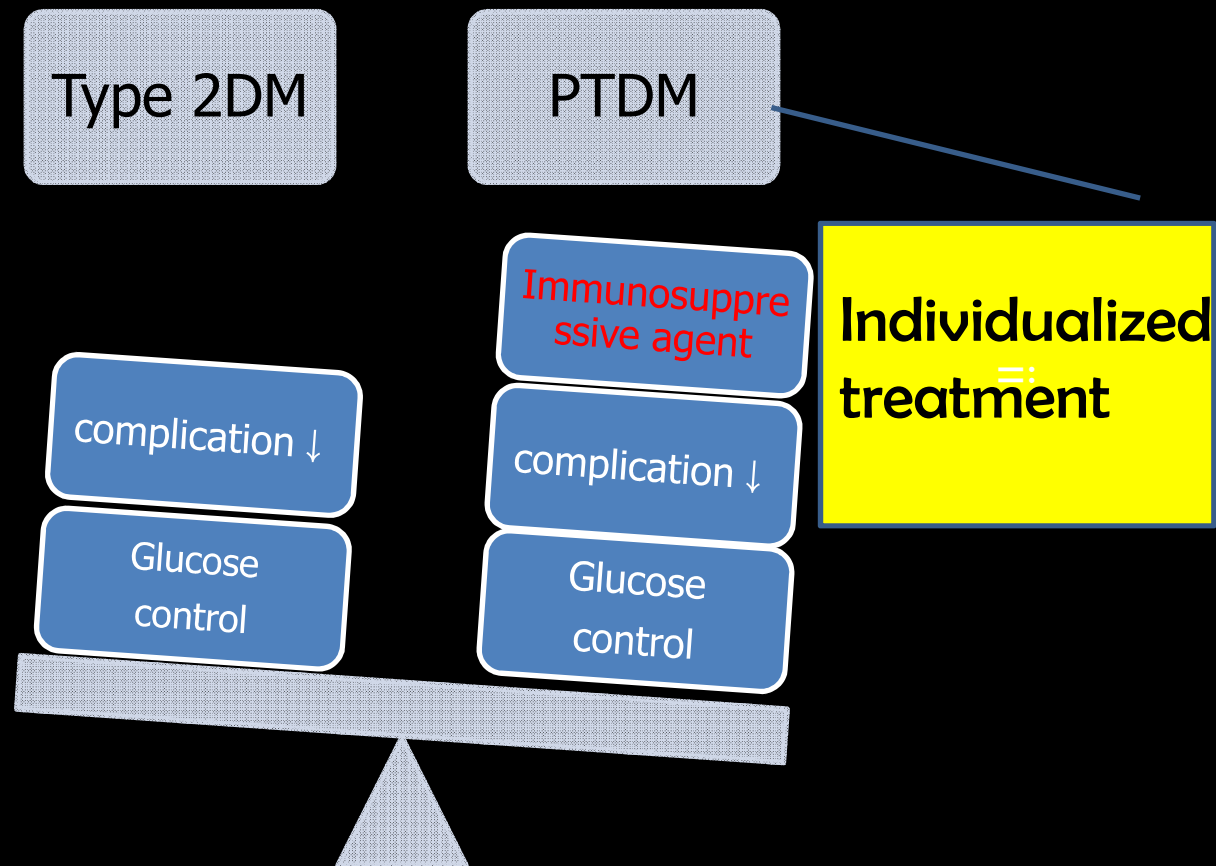 Type 2DM
PTDM
Immunosuppre
ssive agent
complication ↓
complication ↓
Glucose
control
Glucose
control
Individualized
treatment